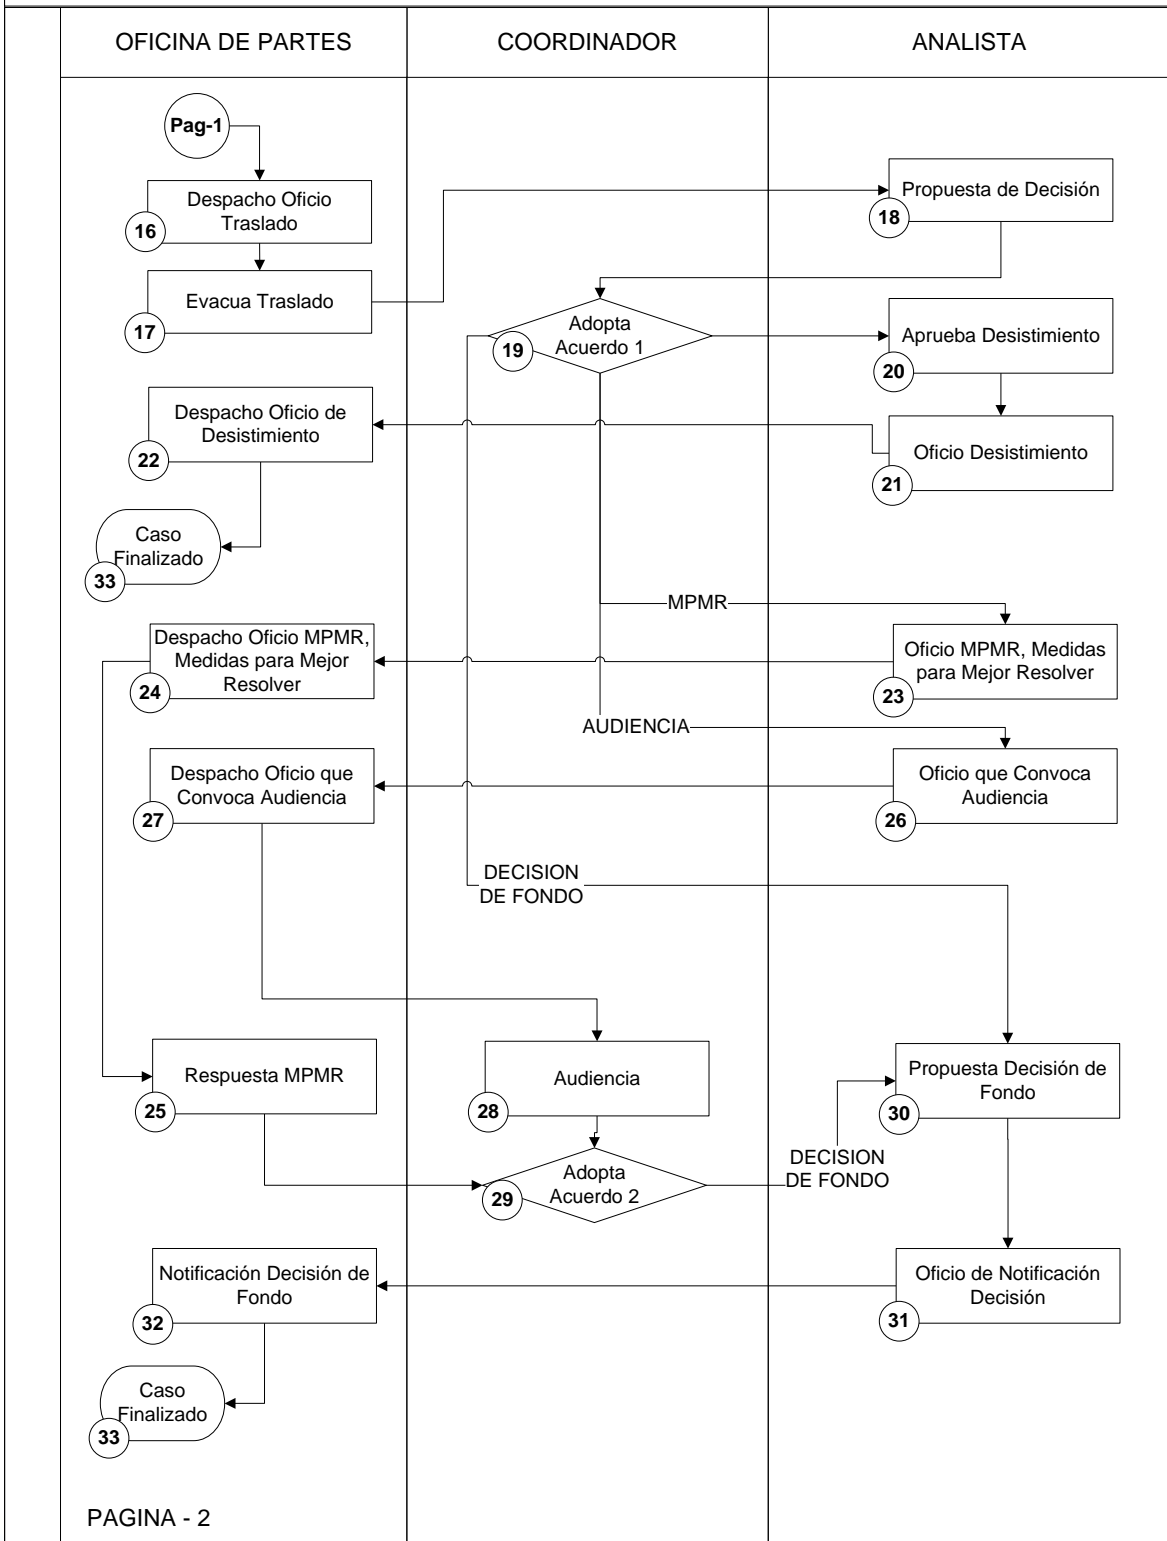 OFICINA DE PARTES
COORDINADOR
ANALISTA
Pag-1
Despacho Oficio
Traslado
16
Propuesta de Decisión
18
Evacua Traslado
17
Adopta
Acuerdo 1
19
Aprueba Desistimiento
20
Despacho Oficio de
Desistimiento
22
Oficio Desistimiento
21
Caso
Finalizado
33
MPMR
Despacho Oficio MPMR,
Medidas para Mejor
Resolver
24
Oficio MPMR, Medidas
para Mejor Resolver
23
AUDIENCIA
Despacho Oficio que
Convoca Audiencia
27
Oficio que Convoca
Audiencia
26
DECISION
DE FONDO
Respuesta MPMR
25
Audiencia
28
Propuesta Decisión de
Fondo
30
Adopta
Acuerdo 2
29
DECISION
DE FONDO
Notificación Decisión de
Fondo
32
Oficio de Notificación
Decisión
31
Caso
Finalizado
33
PAGINA - 2